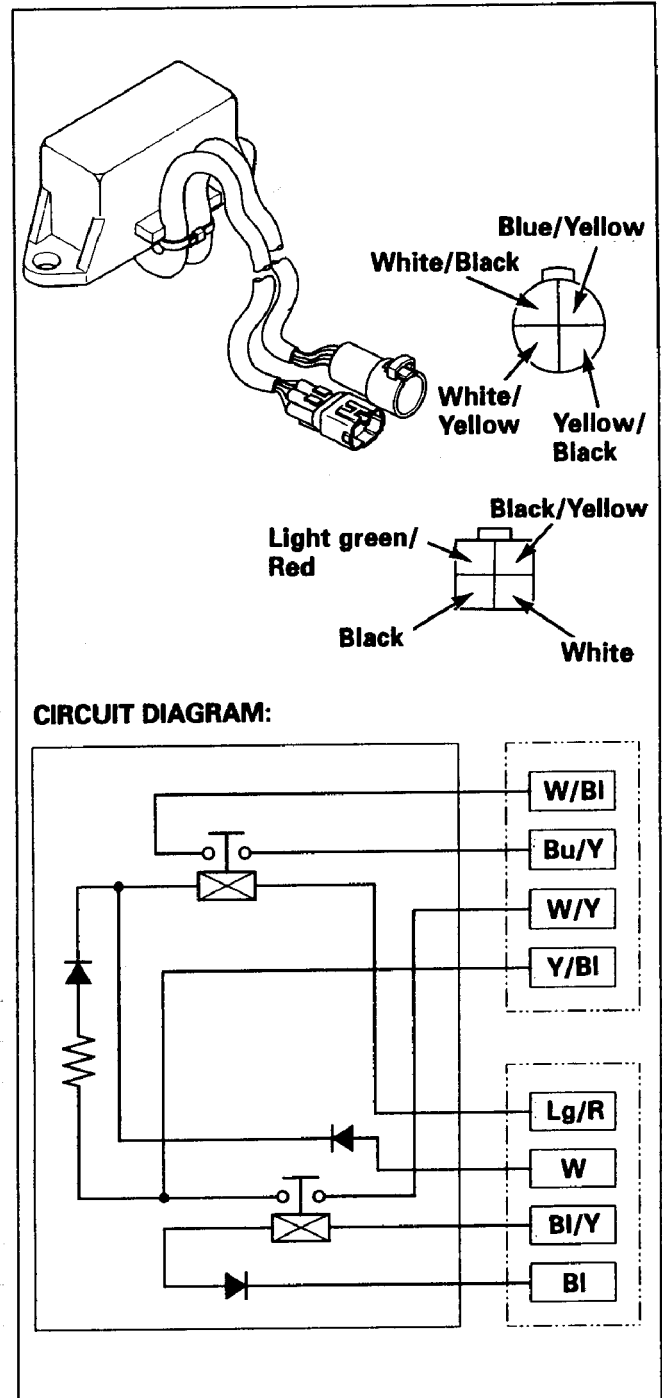 Blue/Yellow
White/Black
White/
Yellow
Yellow/
Black
Black/Yellow
Light green/
Red
Black
White
CIRCUIT DIAGRAM:
W/Bl
Bu/Y
W/Y
Y/Bl
Lg/R
W
Bl/Y
Bl